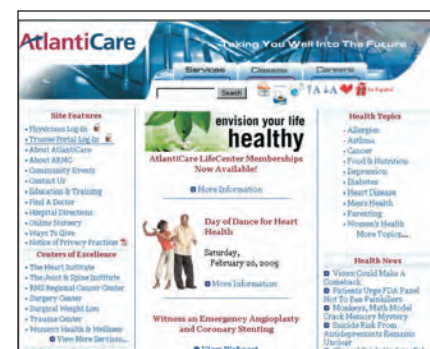 AtlantiCare
Taking You Well Into The Future
Services Classes Careers
Search
En Español
Site Features
Physicians Log-In
Trustee Portal Log-In
About AtlantiCare
About ARMC
Community Events
Contact Us
Education & Training
Find A Doctor
Hospital Directions
Online Nursery
Ways To Give
Notice of Privacy Practices
Centers of Excellence
The Heart Institute
The Joint & Spine Institute
RNS Regional Cancer Center
Surgery Center
Surgical Weight Loss
Trauma Center
Women's Health & Wellness
View More Services...
envision your life
healthy
AtlantiCare LifeCenter Memberships
Now Available!
More Information
Day of Dance for Heart
Health
Saturday,
February 26, 2005
More Information
Witness an Emergency Angioplasty
and Coronary Stenting
View Webcast
Health Topics
Allergies
Asthma
Cancer
Food & Nutrition
Depression
Diabetes
Heart Disease
Men's Health
Parenting
Women's Health
More Topics....
Health News
Vioxx Could Make A
Comeback
Patients Urge FDA Panel
Not To Ban Painkillers
Monkeys, Math Model
Crack Memory Mystery
Suicide Risk From
Antidepressants Remains
Unclear